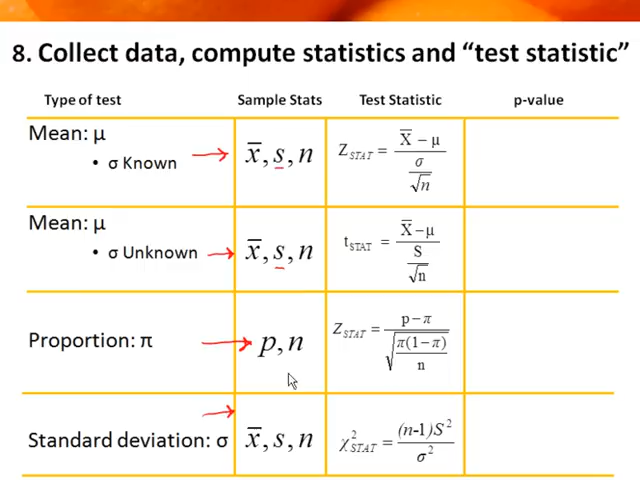 8. Collect data, compute statistics and “test statistic”
Type of test Sample Stats Test Statistic p-value
Mean: μ
• σ Known
x̅, s, n
Z_STAT = (X̅ − μ) / (σ / √n)
Mean: μ
• σ Unknown
x̅, s, n
t_STAT = (X̅ − μ) / (S / √n)
Proportion: π
p, n
Z_STAT = (p − π) / √(π(1 − π) / n)
Standard deviation: σ
x̅, s, n
χ²_STAT = (n-1)S² / σ²